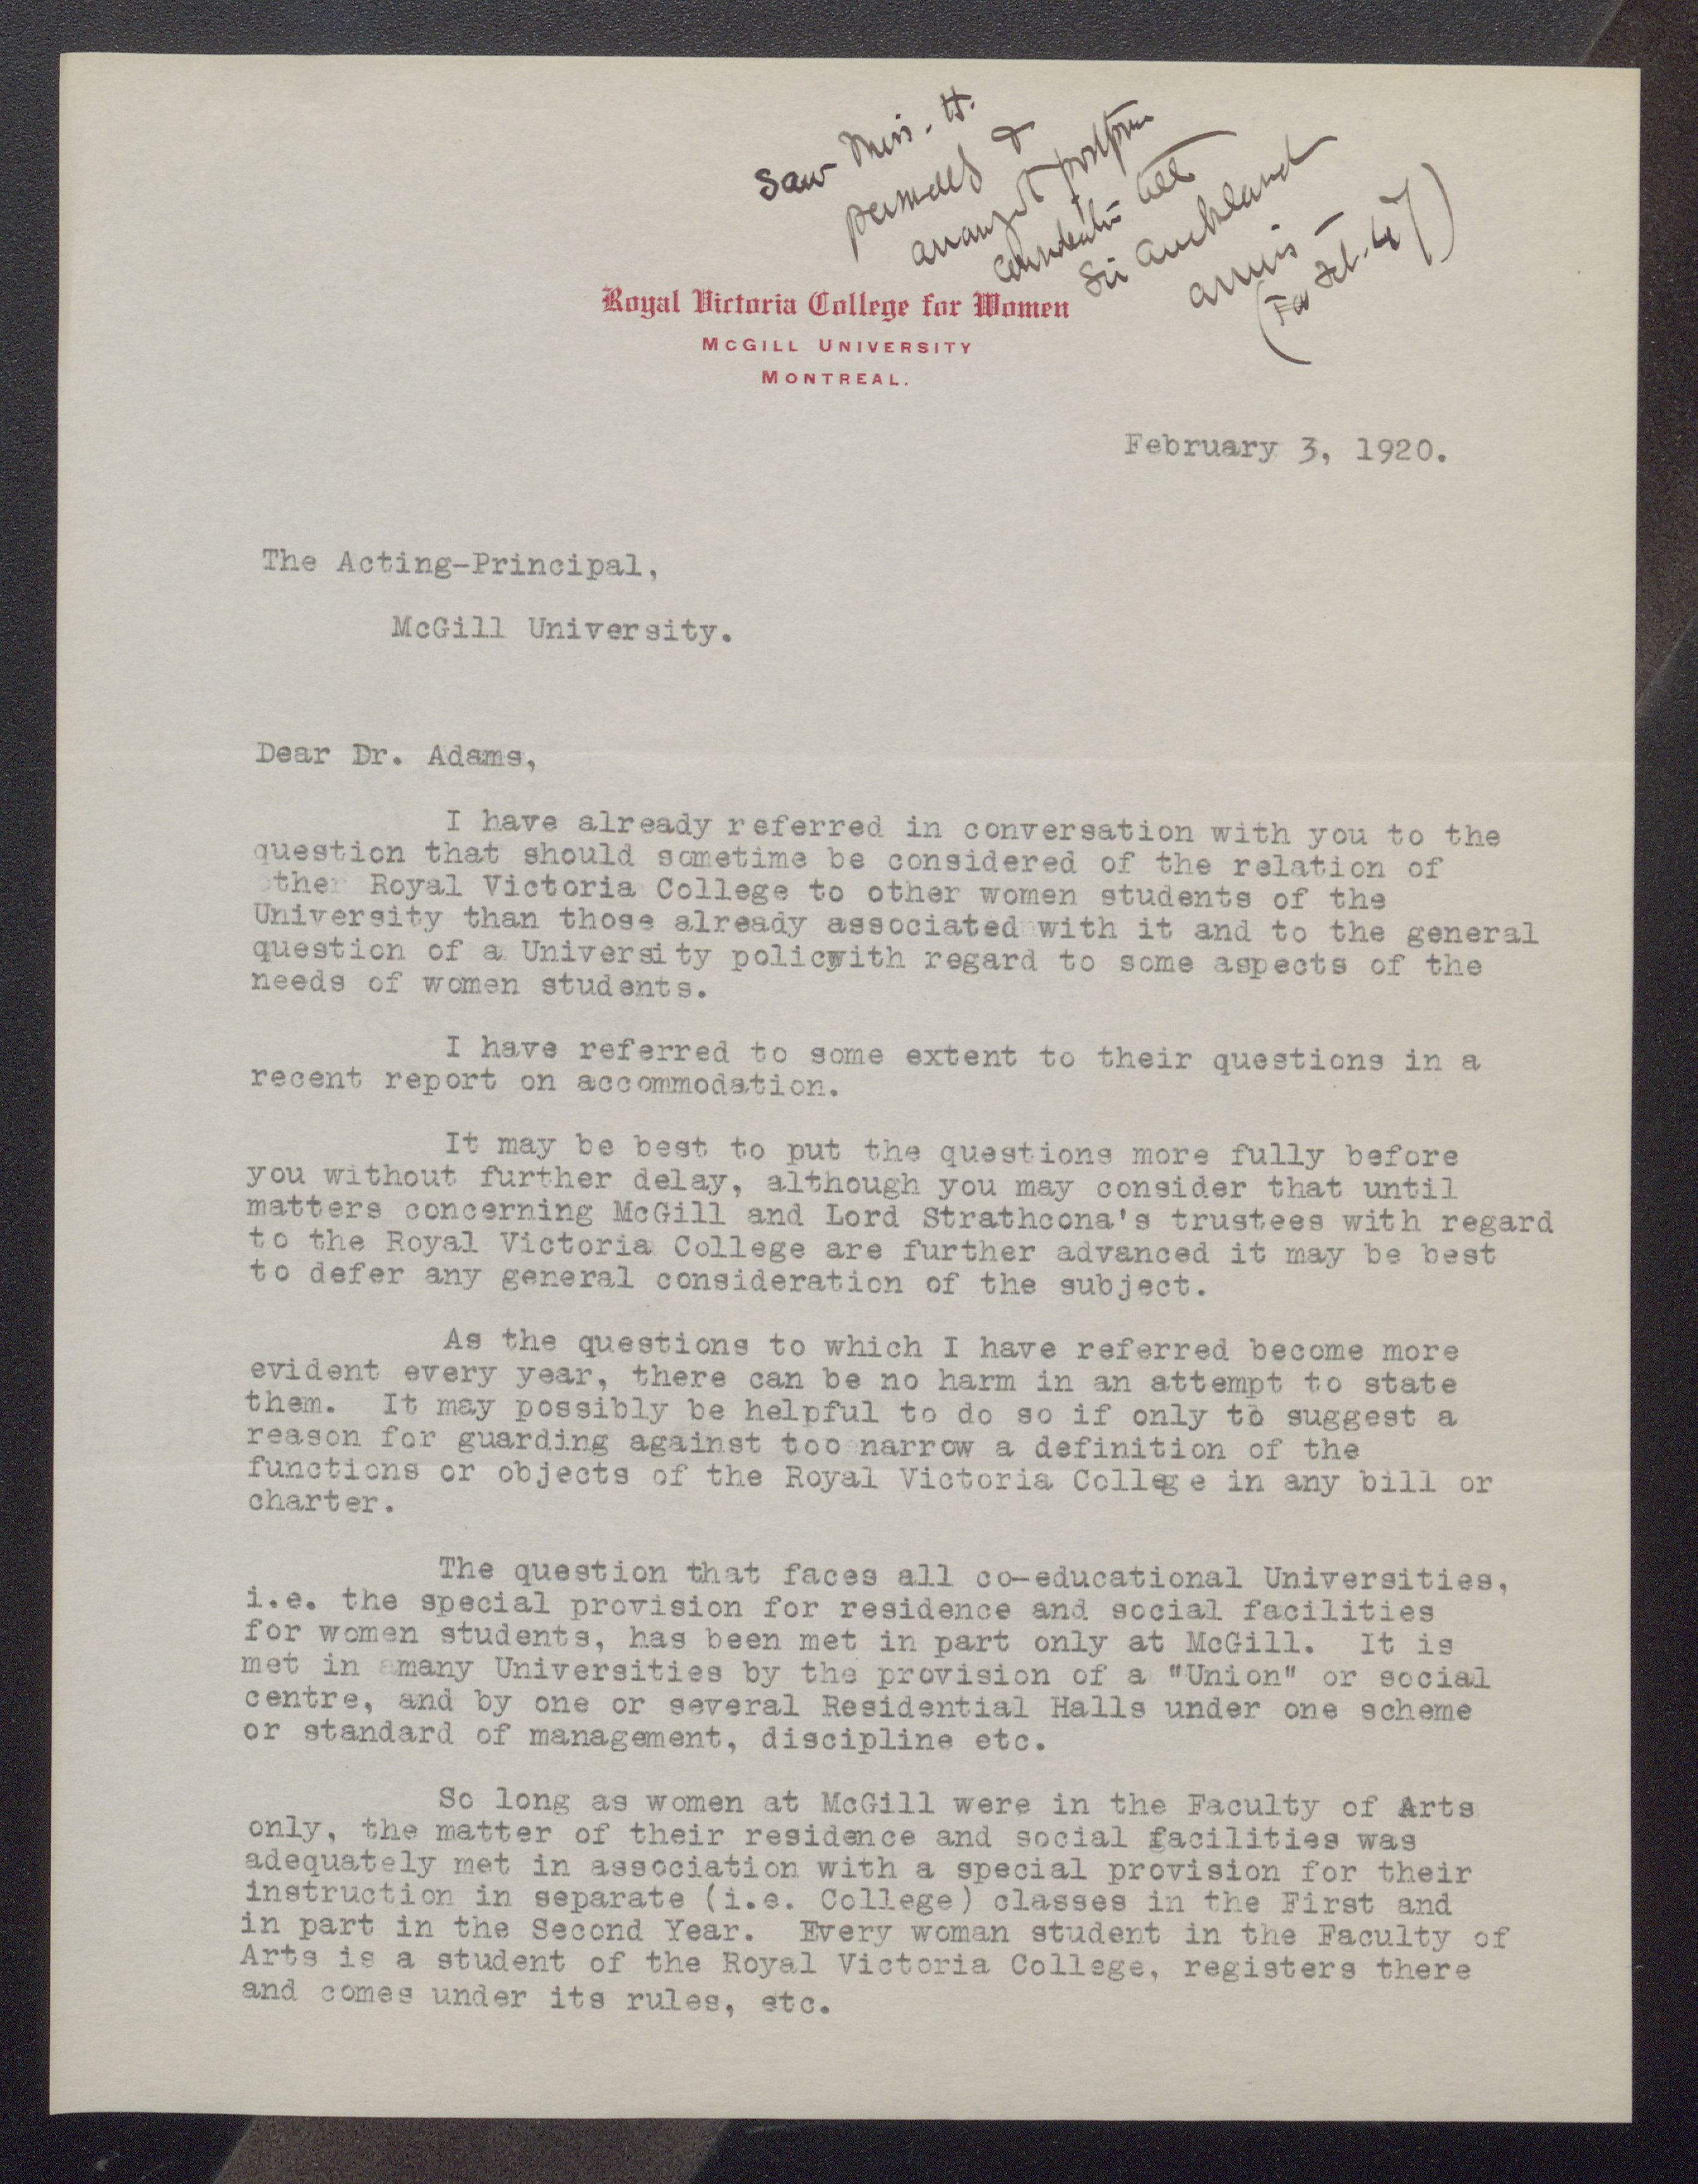 Saw Miss. H.
personally &
arranged postpone
consideration till
Sir Auckland
arrives -
Feb. 4
Royal Victoria College for Women
McGILL UNIVERSITY
MONTREAL.
February 3, 1920.
The Acting-Principal,
McGill University.
Dear Dr. Adams,
I have already referred in conversation with you to the
question that should sometime be considered of the relation of
other Royal Victoria College to other women students of the
University than those already associated with it and to the general
question of a University policywith regard to some aspects of the
needs of women students.
I have referred to some extent to their questions in a
recent report on accommodation.
It may be best to put the questions more fully before
you without further delay, although you may consider that until
matters concerning McGill and Lord Strathcona's trustees with regard
to the Royal Victoria College are further advanced it may be best
to defer any general consideration of the subject.
As the questions to which I have referred become more
evident every year, there can be no harm in an attempt to state
them. It may possibly be helpful to do so if only to suggest a
reason for guarding against too narrow a definition of the
functions or objects of the Royal Victoria College in any bill or
charter.
The question that faces all co-educational Universities,
i.e. the special provision for residence and social facilities
for women students, has been met in part only at McGill. It is
met in many Universities by the provision of a "Union" or social
centre, and by one or several Residential Halls under one scheme
or standard of management, discipline etc.
So long as women at McGill were in the Faculty of Arts
only, the matter of their residence and social facilities was
adequately met in association with a special provision for their
instruction in separate (i.e. College) classes in the First and
in part in the Second Year. Every woman student in the Faculty of
Arts is a student of the Royal Victoria College, registers there
and comes under its rules, etc.